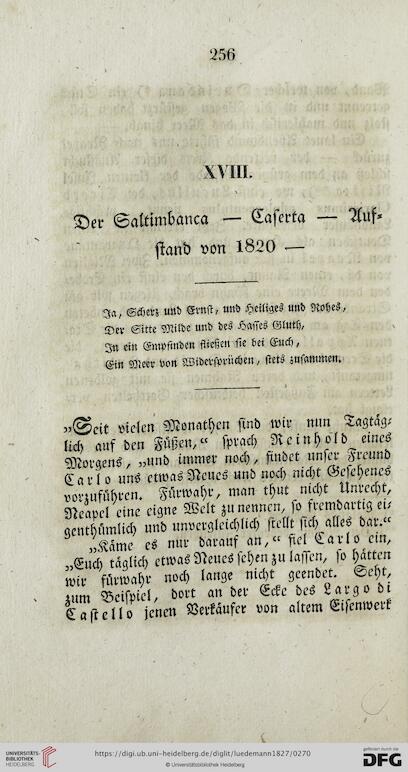 256
XVIII.
Der Saltimbanca — Caserta — Auf-
stand von 1820 —
Ja, Scherz und Ernst, und Heiliges und Rohes,
Der Sitte Milde und des Hasses Gluth,
In ein Empfinden stießen sie bei Euch,
Ein Meer von Widersprüchen, stets zusammen.
„Seit vielen Monathen sind wir nun Tagtäg-
lich auf den Füßen,“ sprach Reinhold eines
Morgens, „und immer noch, findet unser Freund
Carlo uns etwas Neues und noch nicht Gesehenes
vorzuführen. Fürwahr, man thut nicht Unrecht,
Neapel eine eigne Welt zu nennen, so fremdartig ei-
genthümlich und unvergleichlich stellt sich alles dar.“
„Käme es nur darauf an,“ fiel Carlo ein,
„Euch täglich etwas Neues sehen zu lassen, so hätten
wir fürwahr noch lange nicht geendet. Seht,
zum Beispiel, dort an der Ecke des Largo di
Castello jenen Verkäufer von altem Eisenwerk
UNIVERSITÄTS-
BIBLIOTHEK
HEIDELBERG
https://digi.ub.uni-heidelberg.de/diglit/luedemann1827/0270
© Universitätsbibliothek Heidelberg
gefördert durch die
DFG